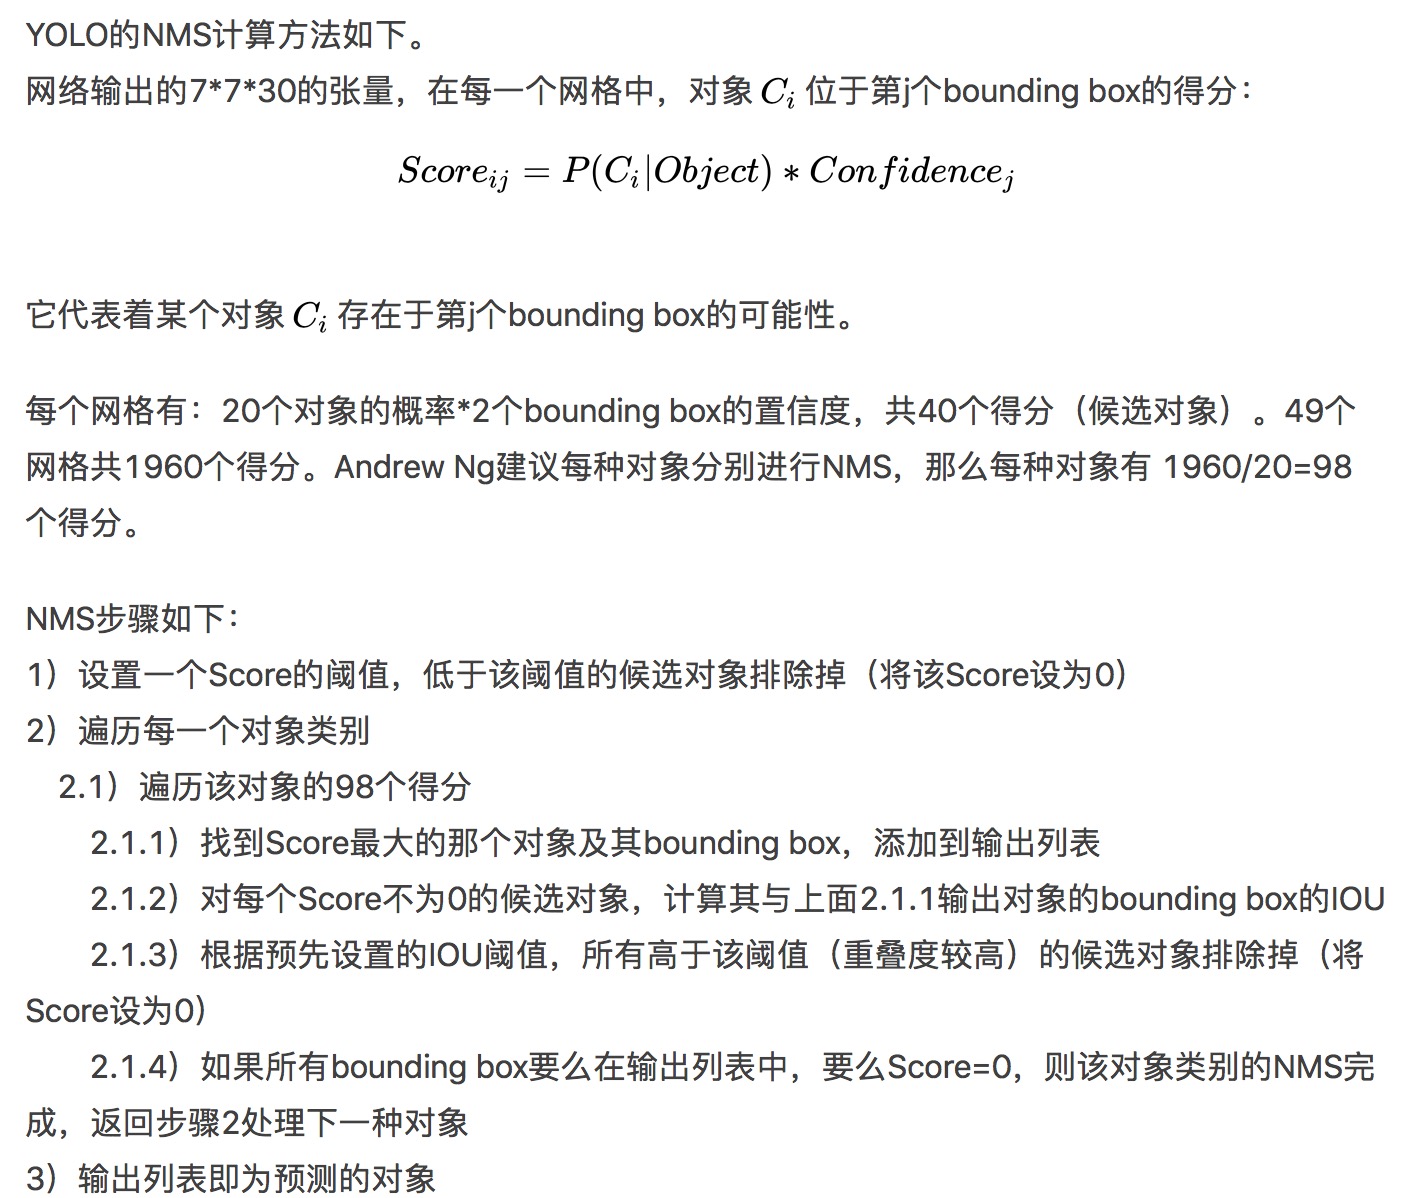 YOLO的NMS计算方法如下。
网络输出的7*7*30的张量，在每一个网格中，对象 C_i 位于第j个bounding box的得分：
Score_{ij} = P(C_i|Object) * Confidence_j
它代表着某个对象 C_i 存在于第j个bounding box的可能性。
每个网格有：20个对象的概率*2个bounding box的置信度，共40个得分（候选对象）。49个
网格共1960个得分。Andrew Ng建议每种对象分别进行NMS，那么每种对象有 1960/20=98
个得分。
NMS步骤如下：
1）设置一个Score的阈值，低于该阈值的候选对象排除掉（将该Score设为0）
2）遍历每一个对象类别
2.1）遍历该对象的98个得分
2.1.1）找到Score最大的那个对象及其bounding box，添加到输出列表
2.1.2）对每个Score不为0的候选对象，计算其与上面2.1.1输出对象的bounding box的IOU
2.1.3）根据预先设置的IOU阈值，所有高于该阈值（重叠度较高）的候选对象排除掉（将
Score设为0）
2.1.4）如果所有bounding box要么在输出列表中，要么Score=0，则该对象类别的NMS完
成，返回步骤2处理下一种对象
3）输出列表即为预测的对象